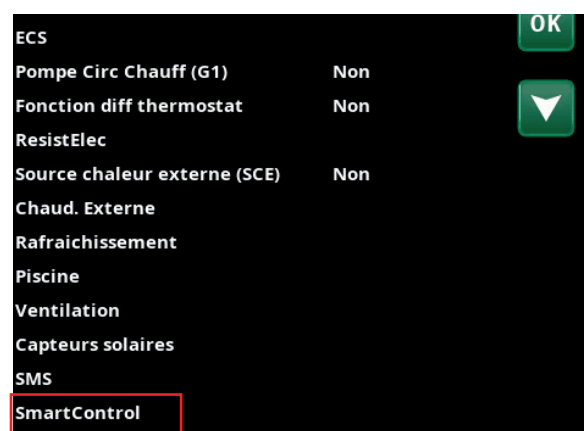 OK
ECS
Pompe Circ Chauff (G1) Non
Fonction diff thermostat Non
ResistElec
Source chaleur externe (SCE) Non
Chaud. Externe
Rafraichissement
Piscine
Ventilation
Capteurs solaires
SMS
SmartControl